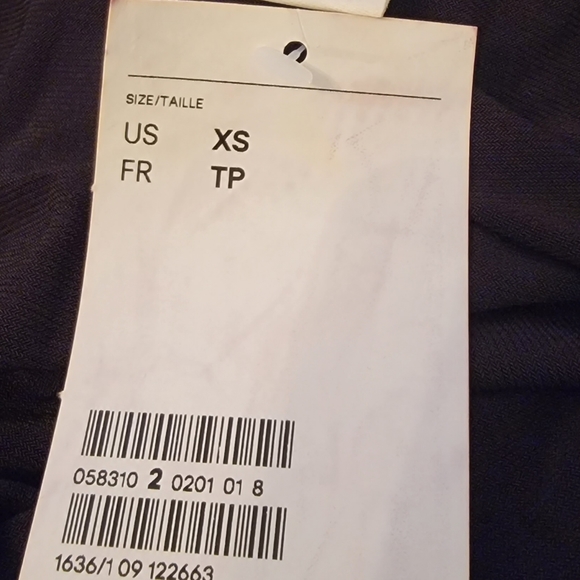 SIZE/TAILLE
US XS
FR TP
058310 2 0201 01 8
1636/1 09 122663